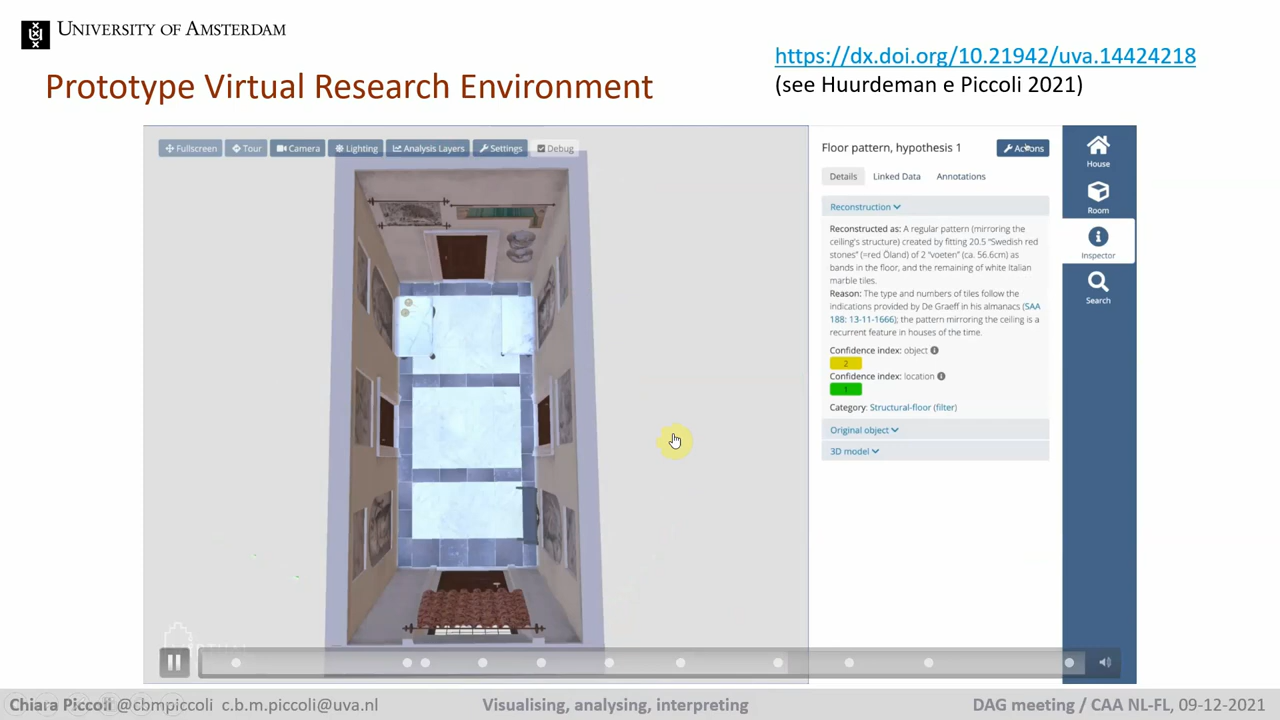 UNIVERSITY OF AMSTERDAM
https://dx.doi.org/10.21942/uva.14424218
(see Huurdeman e Piccoli 2021)
Prototype Virtual Research Environment
Fullscreen
Tour
Camera
Lighting
Analysis Layers
Settings
Debug
Floor pattern, hypothesis 1
Actions
Details
Linked Data
Annotations
Reconstruction
Reconstructed as: A regular pattern (mirroring the
ceiling's structure) created by fitting 20.5 “Swedish red
stones” (=red Öland) of 2 “voeten” (ca. 56.6cm) as
bands in the floor, and the remaining of white Italian
marble tiles.
Reason: The type and numbers of tiles follow the
indications provided by De Graeff in his almanacs (SAA
188: 13-11-1666); the pattern mirroring the ceiling is a
recurrent feature in houses of the time.
Confidence index: object
2
Confidence index: location
1
Category: Structural-floor (filter)
Original object
3D model
House
Room
Inspector
Search
Chiara Piccoli @cbmpiccoli c.b.m.piccoli@uva.nl
Visualising, analysing, interpreting
DAG meeting / CAA NL-FL, 09-12-2021